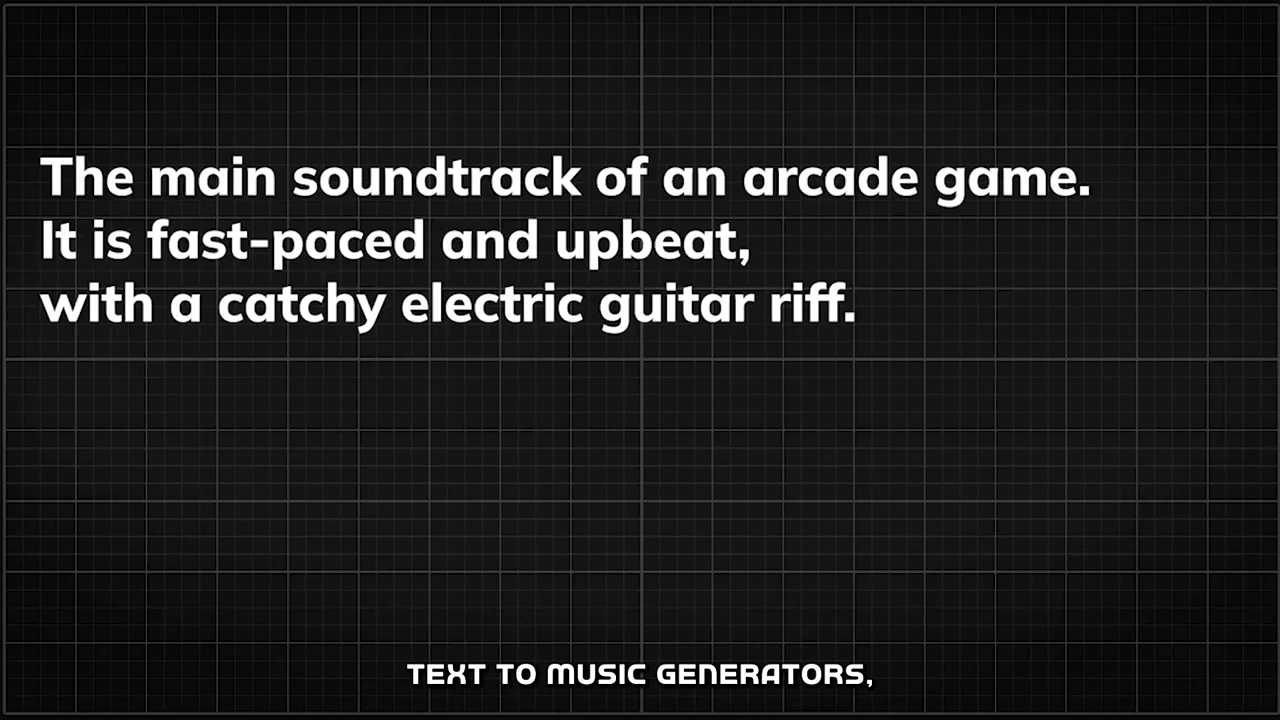 The main soundtrack of an arcade game.
It is fast-paced and upbeat,
with a catchy electric guitar riff.
TEXT TO MUSIC GENERATORS,